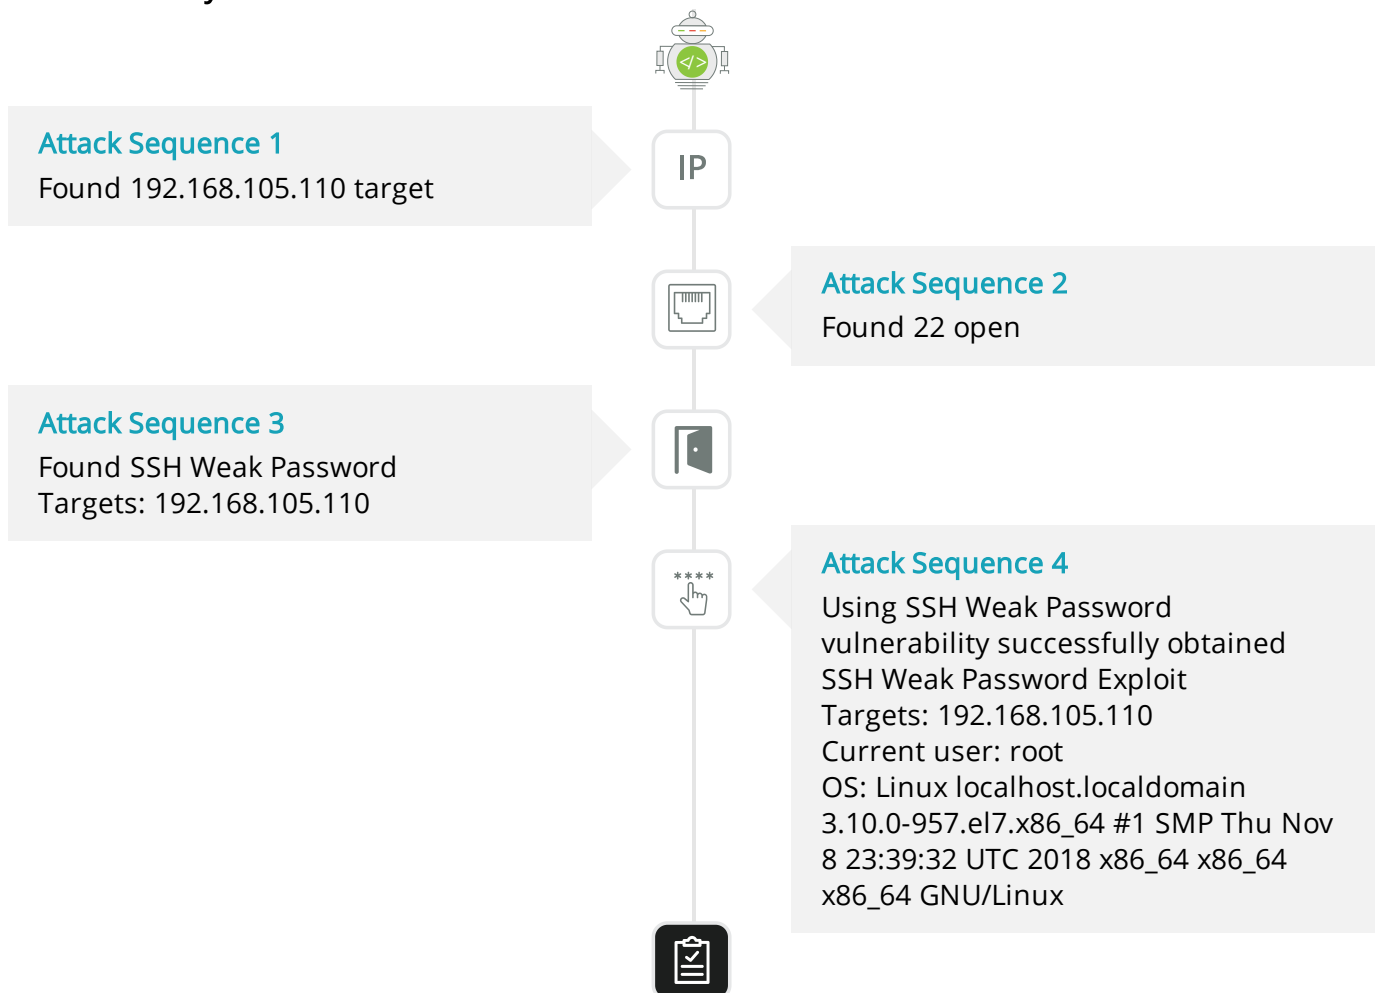 </>
Attack Sequence 1
Found 192.168.105.110 target
IP
Attack Sequence 2
Found 22 open
Attack Sequence 3
Found SSH Weak Password
Targets: 192.168.105.110
****
Attack Sequence 4
Using SSH Weak Password
vulnerability successfully obtained
SSH Weak Password Exploit
Targets: 192.168.105.110
Current user: root
OS: Linux localhost.localdomain
3.10.0-957.el7.x86_64 #1 SMP Thu Nov
8 23:39:32 UTC 2018 x86_64 x86_64
x86_64 GNU/Linux